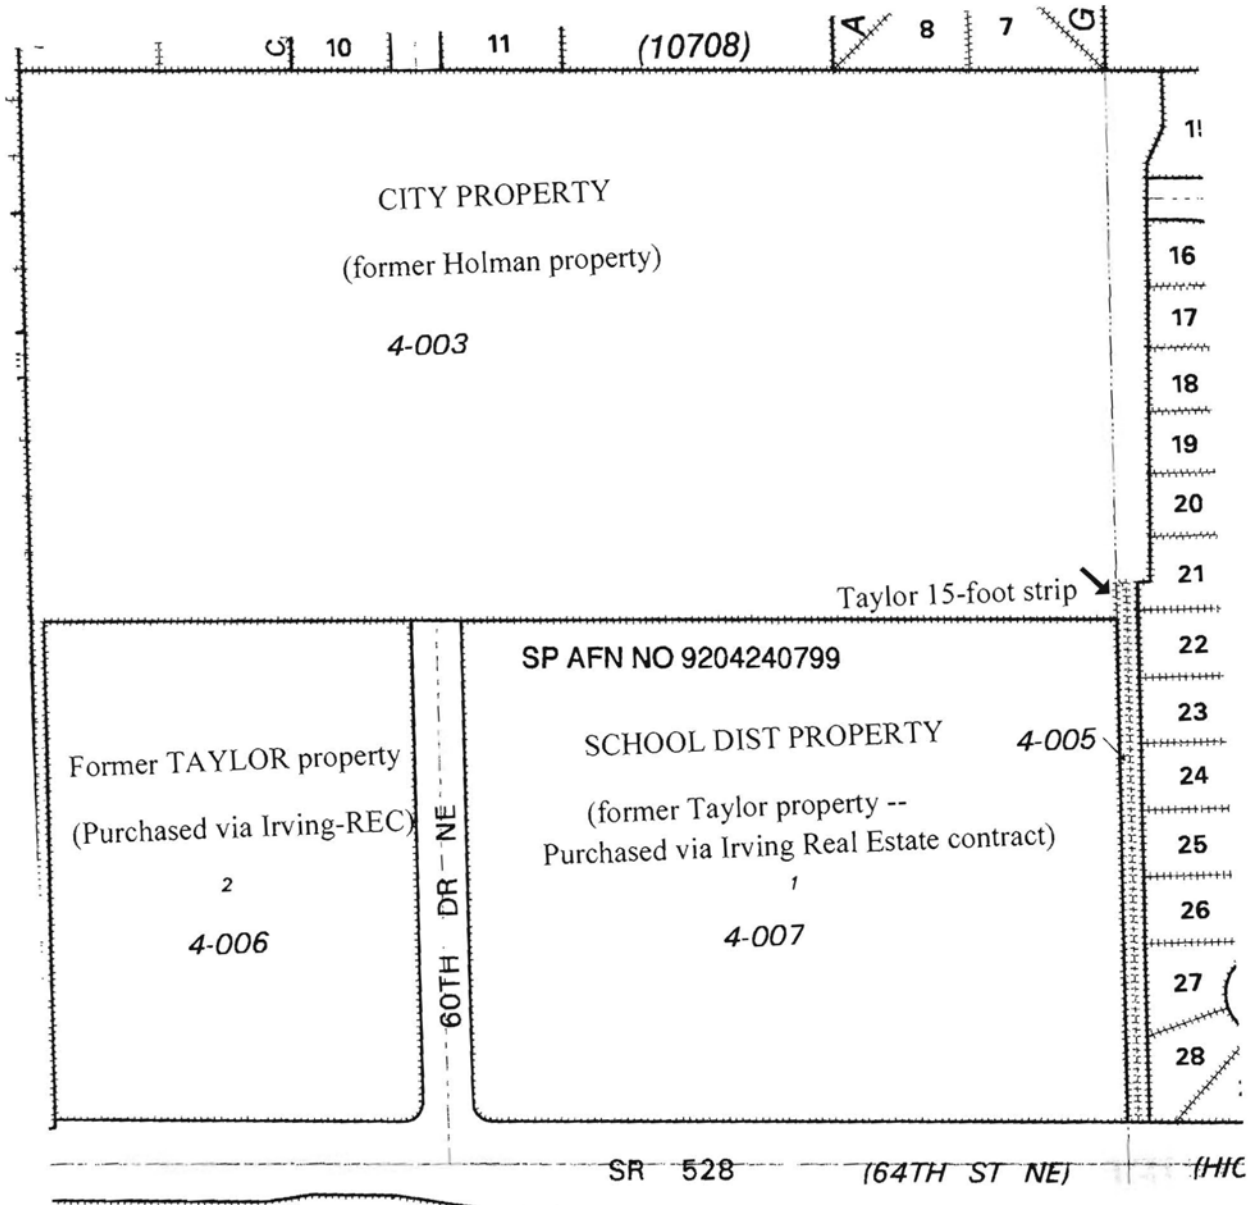 C
10
11
(10708)
A
8
7
G
CITY PROPERTY
(former Holman property)
4-003
16
17
18
19
20
21
Taylor 15-foot strip
22
SP AFN NO 9204240799
23
SCHOOL DIST PROPERTY
4-005
Former TAYLOR property
24
(former Taylor property --
(Purchased via Irving-REC)
25
Purchased via Irving Real Estate contract)
2
1
26
4-006
4-007
60TH DR NE
27
28
SR 528 (64TH ST NE)